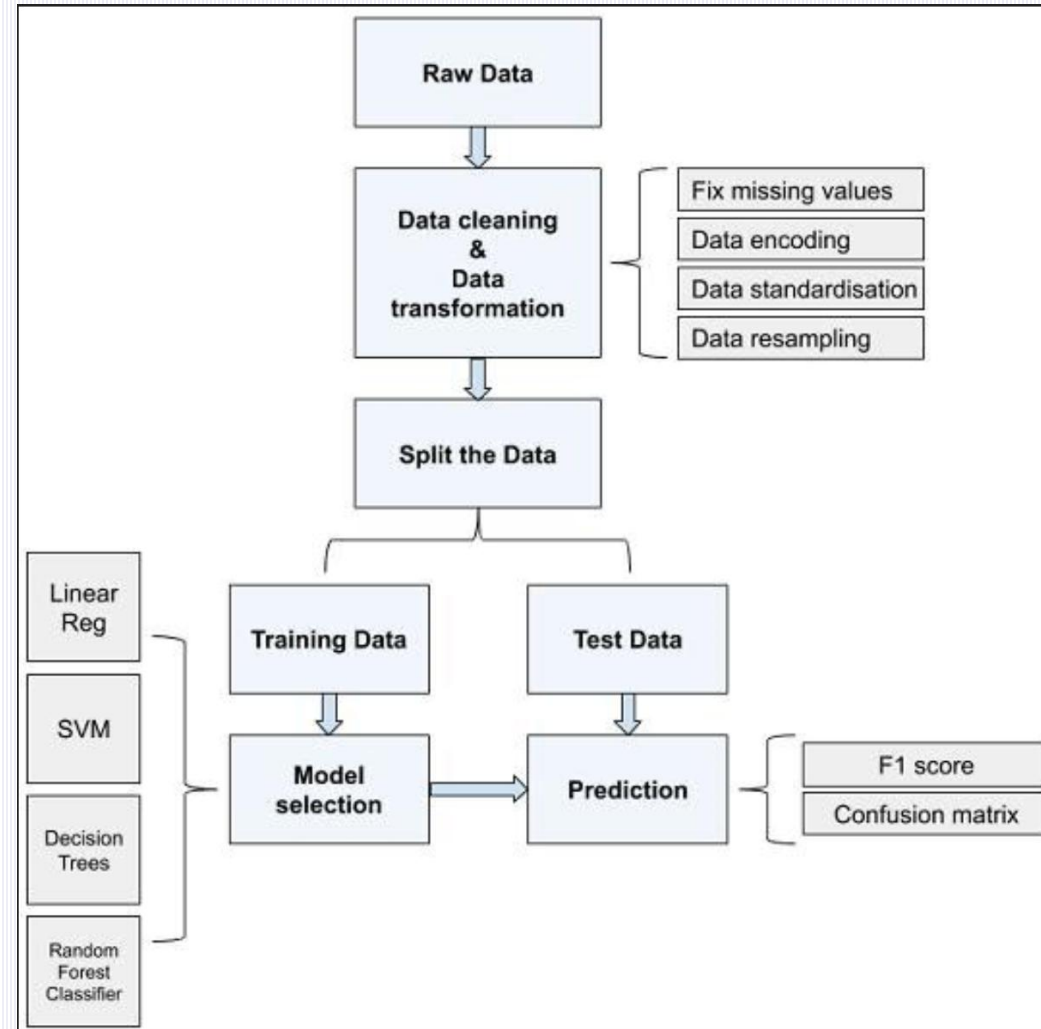 Raw Data
Data cleaning
&
Data
transformation
Fix missing values
Data encoding
Data standardisation
Data resampling
Split the Data
Training Data
Test Data
Linear
Reg
SVM
Decision
Trees
Random
Forest
Classifier
Model
selection
Prediction
F1 score
Confusion matrix